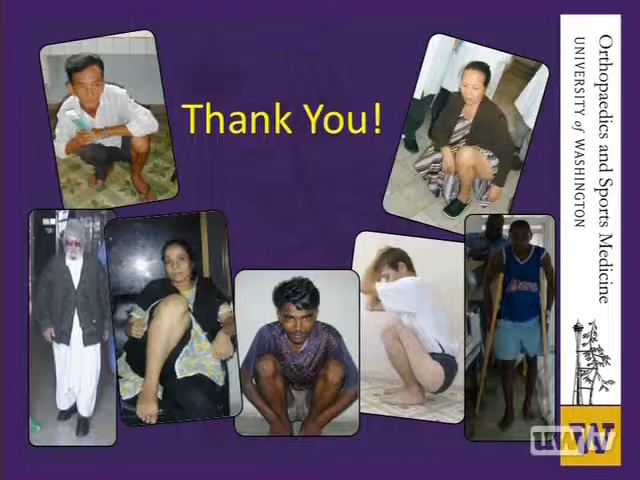 Thank You!
Orthopaedics and Sports Medicine
UNIVERSITY of WASHINGTON
W